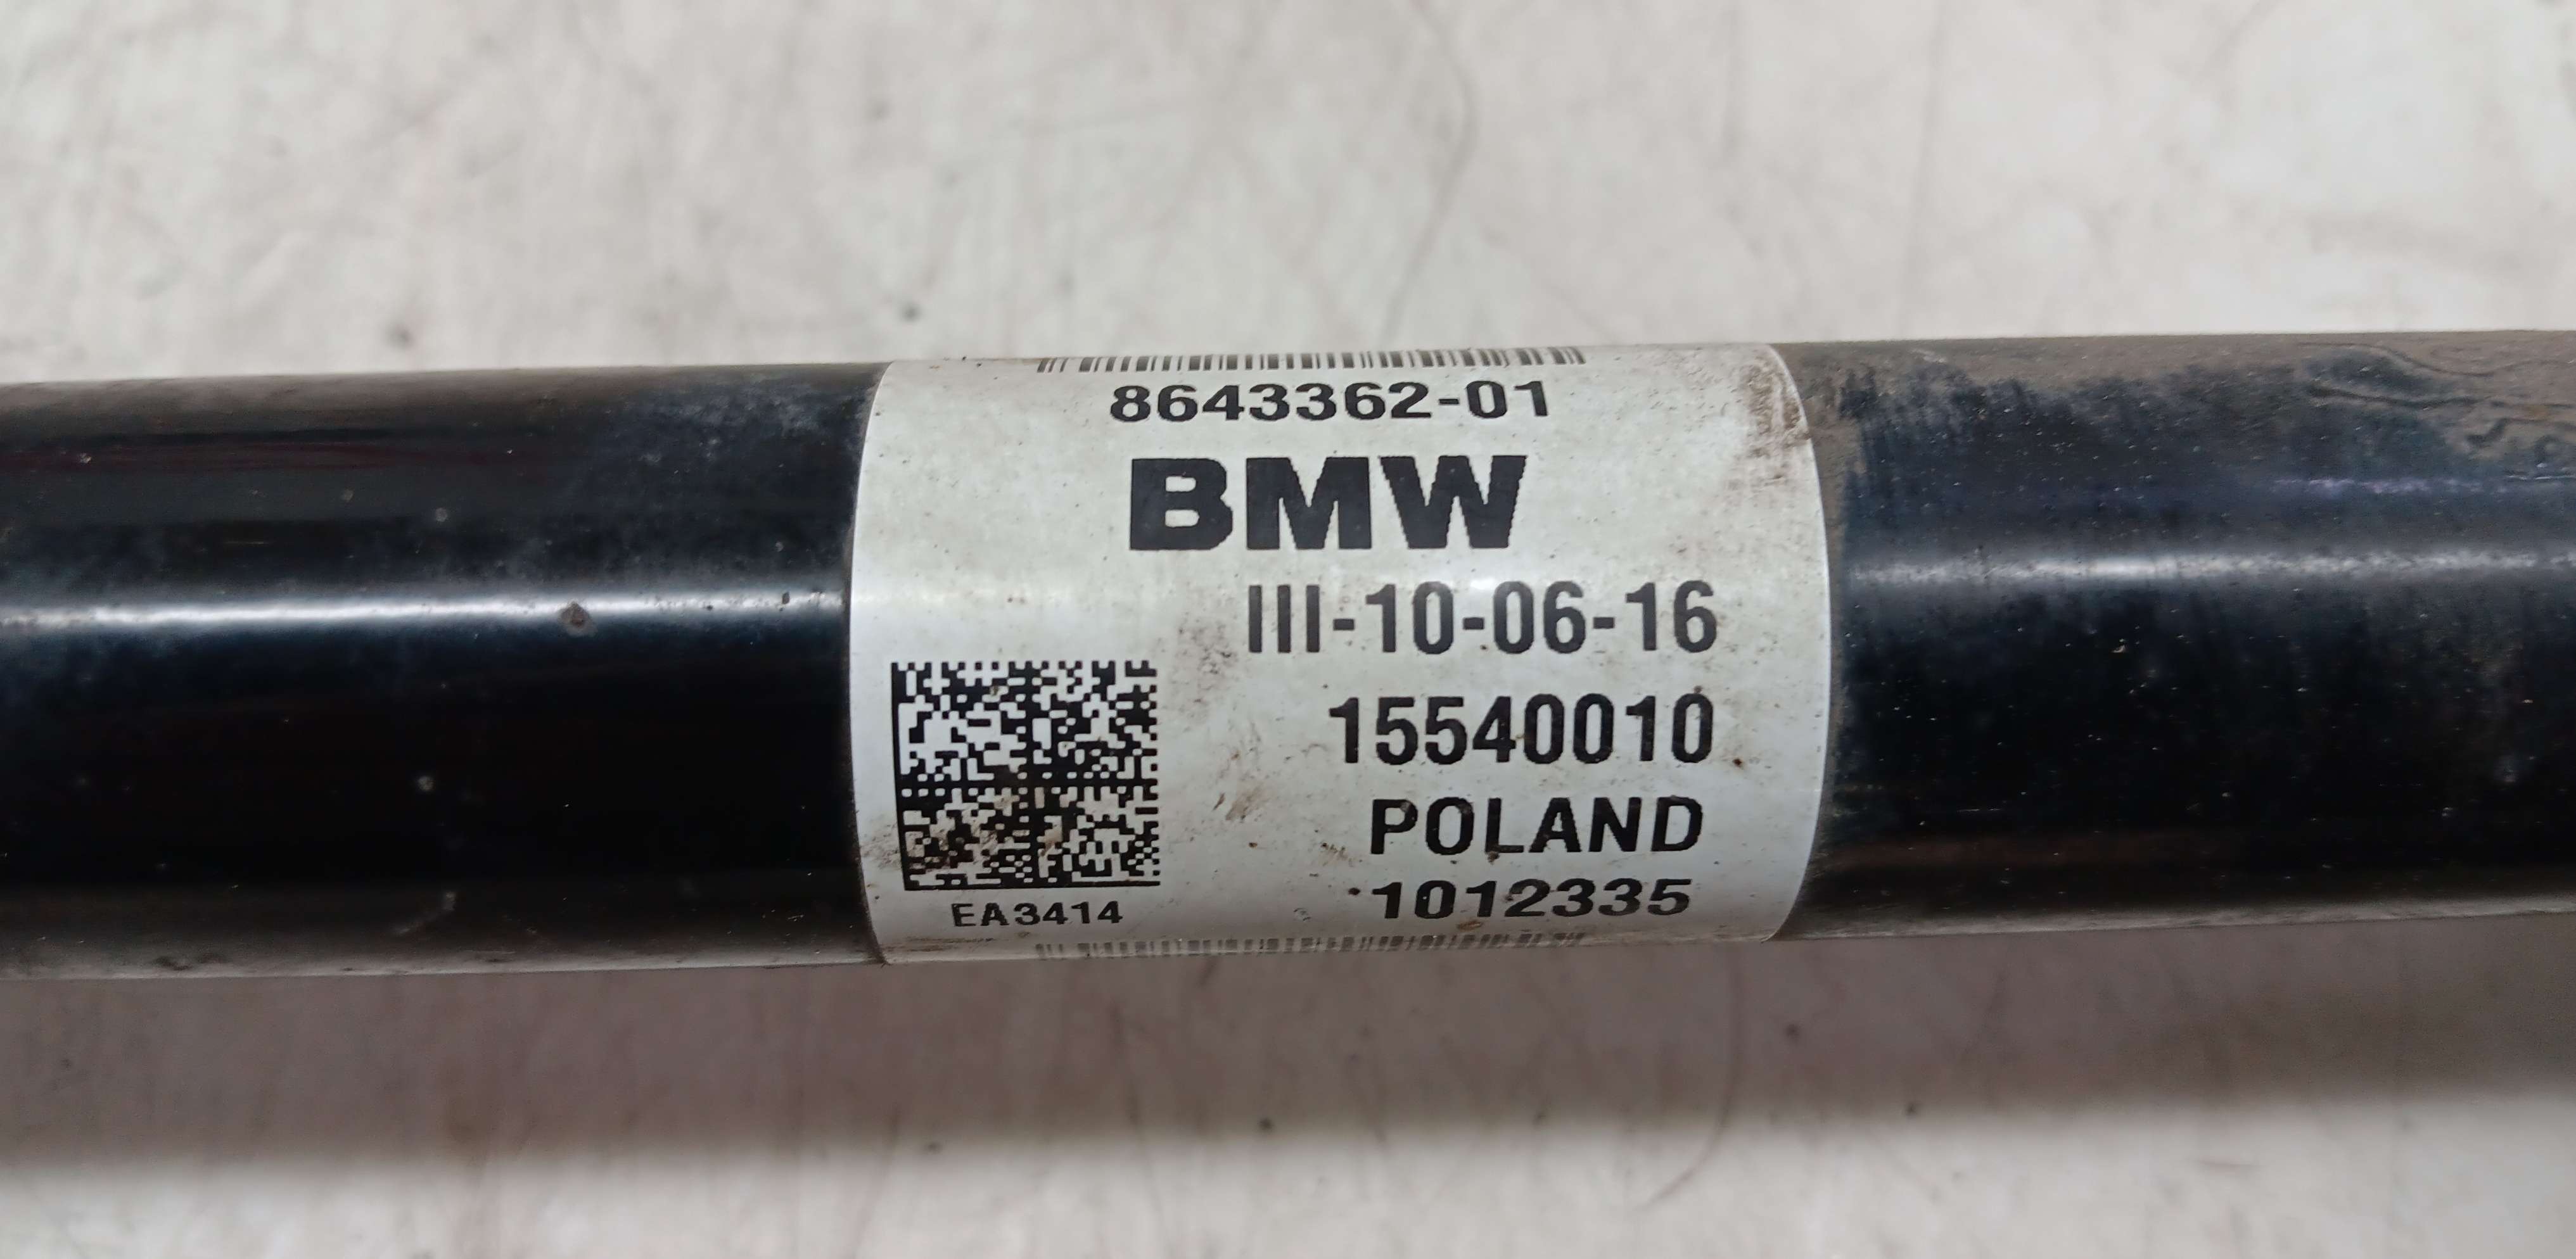 8643362-01
BMW
III-10-06-16
15540010
POLAND
1012335
EA3414